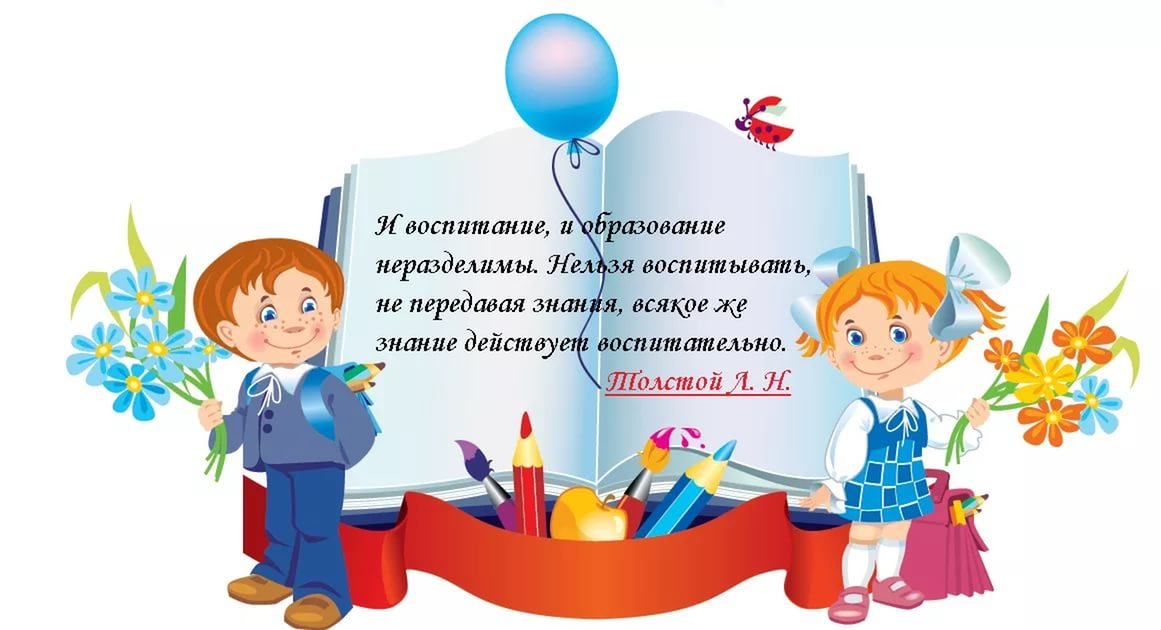 И воспитание, и образование
неразделимы. Нельзя воспитывать,
не передавая знания, всякое же
знание действует воспитательно.
Толстой Л. Н.